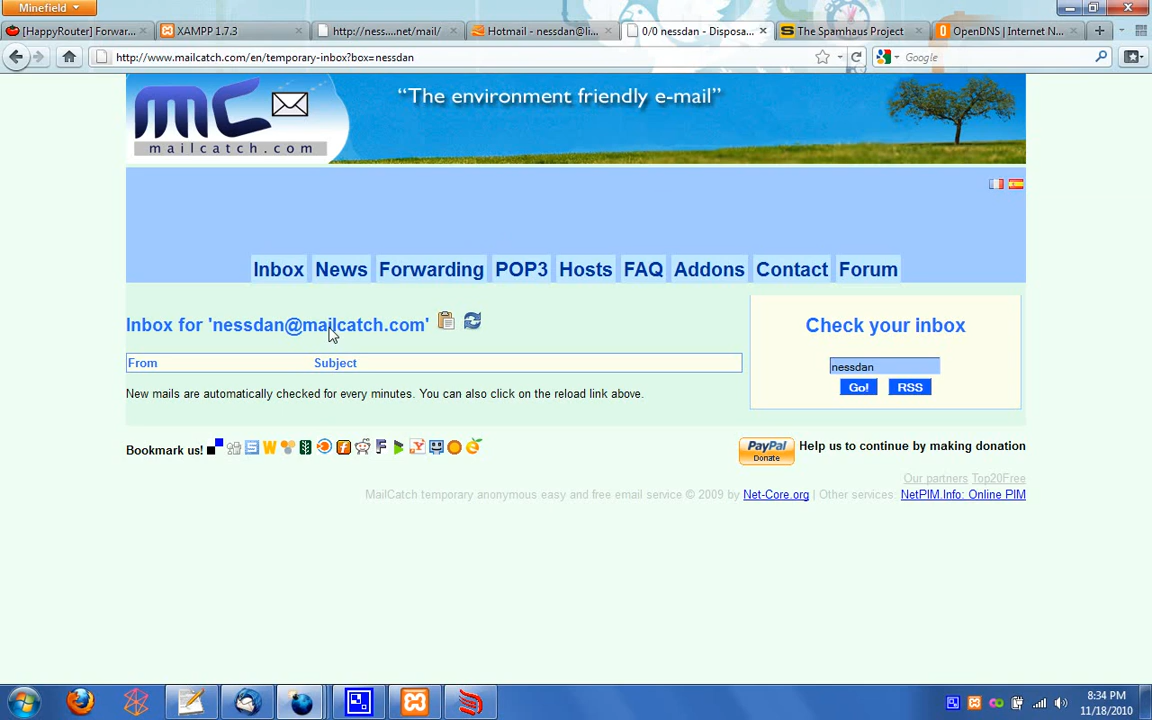 Minefield
[HappyRouter] Forwar...
XAMPP 1.7.3
http://ness....net/mail/
Hotmail - nessdan@li...
0/0 nessdan - Disposa...
The Spamhaus Project
OpenDNS | Internet N...
http://www.mailcatch.com/en/temporary-inbox?box=nessdan
Google
mc
mailcatch.com
“The environment friendly e-mail”
Inbox News Forwarding POP3 Hosts FAQ Addons Contact Forum
Inbox for 'nessdan@mailcatch.com'
From Subject
New mails are automatically checked for every minutes. You can also click on the reload link above.
Check your inbox
nessdan
Go! RSS
Bookmark us!
PayPal
Donate
Help us to continue by making donation
Our partners Top20Free
MailCatch temporary anonymous easy and free email service © 2009 by Net-Core.org | Other services NetPIM.Info: Online PIM
8:34 PM
11/18/2010